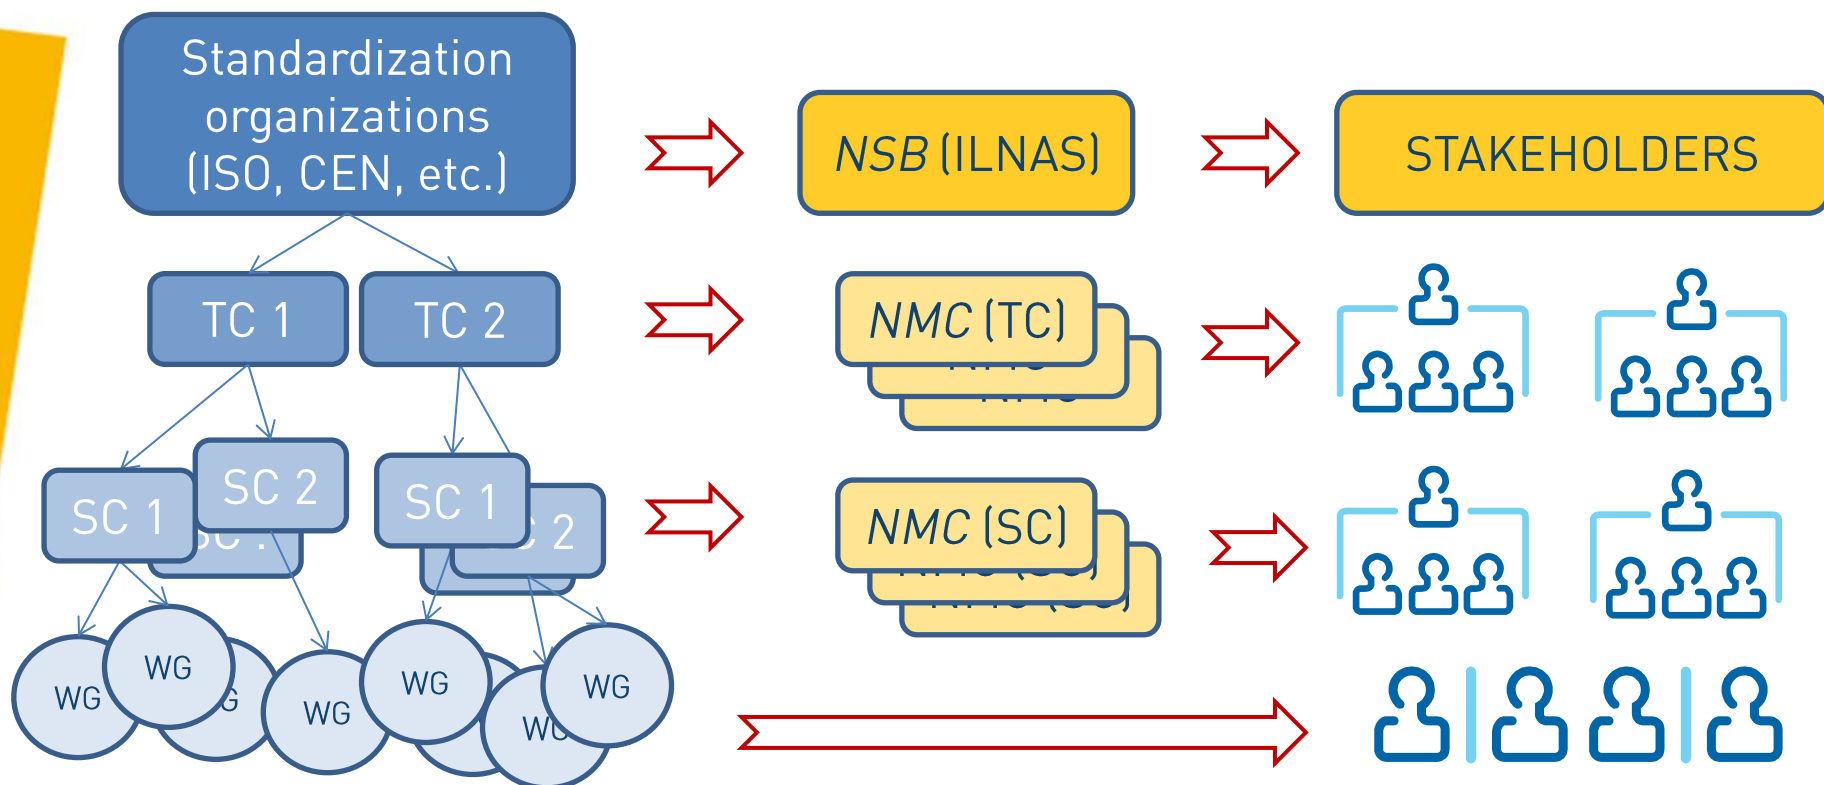 Standardization
organizations
(ISO, CEN, etc.)
NSB (ILNAS)
STAKEHOLDERS
TC 1
TC 2
NMC (TC)
SC 1
SC 2
SC 1
2
NMC (SC)
WG
WG
WG
WG
WG